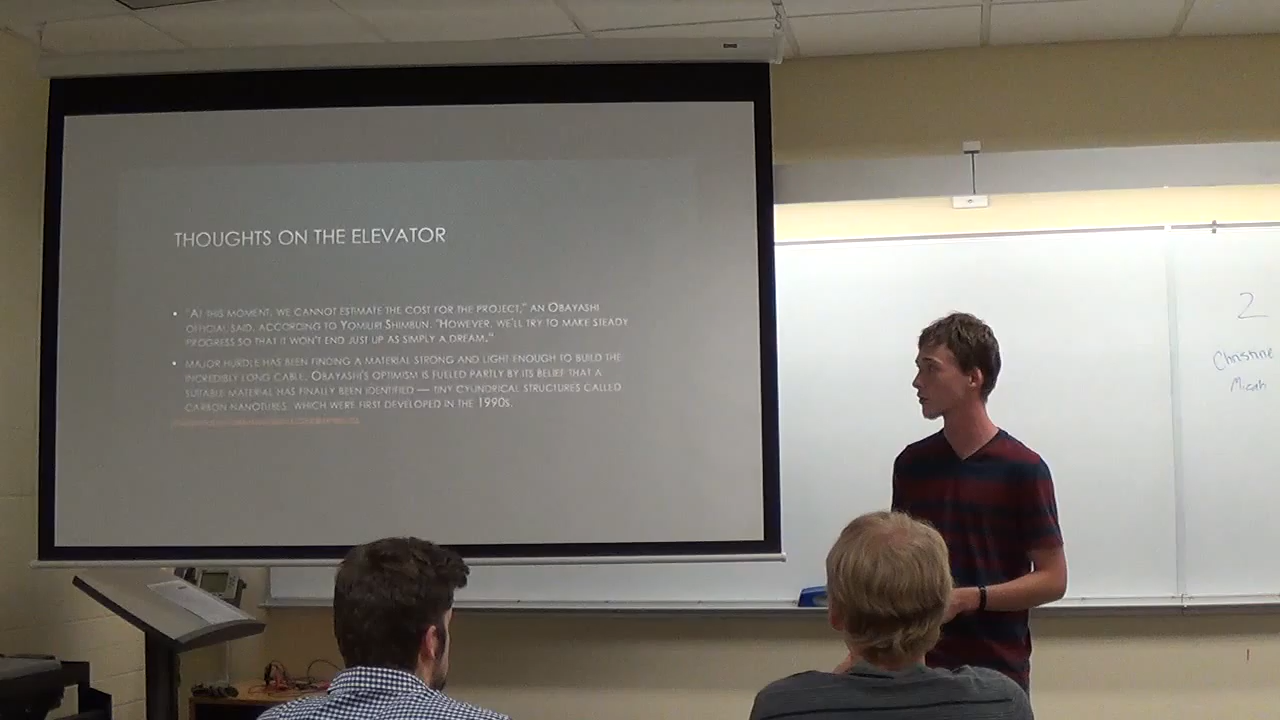 THOUGHTS ON THE ELEVATOR
• "AT THIS MOMENT, WE CANNOT ESTIMATE THE COST FOR THE PROJECT," AN OBAYASHI
OFFICIAL SAID, ACCORDING TO YOMIURI SHIMBUN. "HOWEVER, WE'LL TRY TO MAKE STEADY
PROGRESS SO THAT IT WON'T END JUST UP AS SIMPLY A DREAM."
• MAJOR HURDLE HAS BEEN FINDING A MATERIAL STRONG AND LIGHT ENOUGH TO BUILD THE
INCREDIBLY LONG CABLE. OBAYASHI'S OPTIMISM IS FUELED PARTLY BY ITS BELIEF THAT A
SUITABLE MATERIAL HAS FINALLY BEEN IDENTIFIED — TINY CYLINDRICAL STRUCTURES CALLED
CARBON NANOTUBES, WHICH WERE FIRST DEVELOPED IN THE 1990S.
2
Christine
Micah